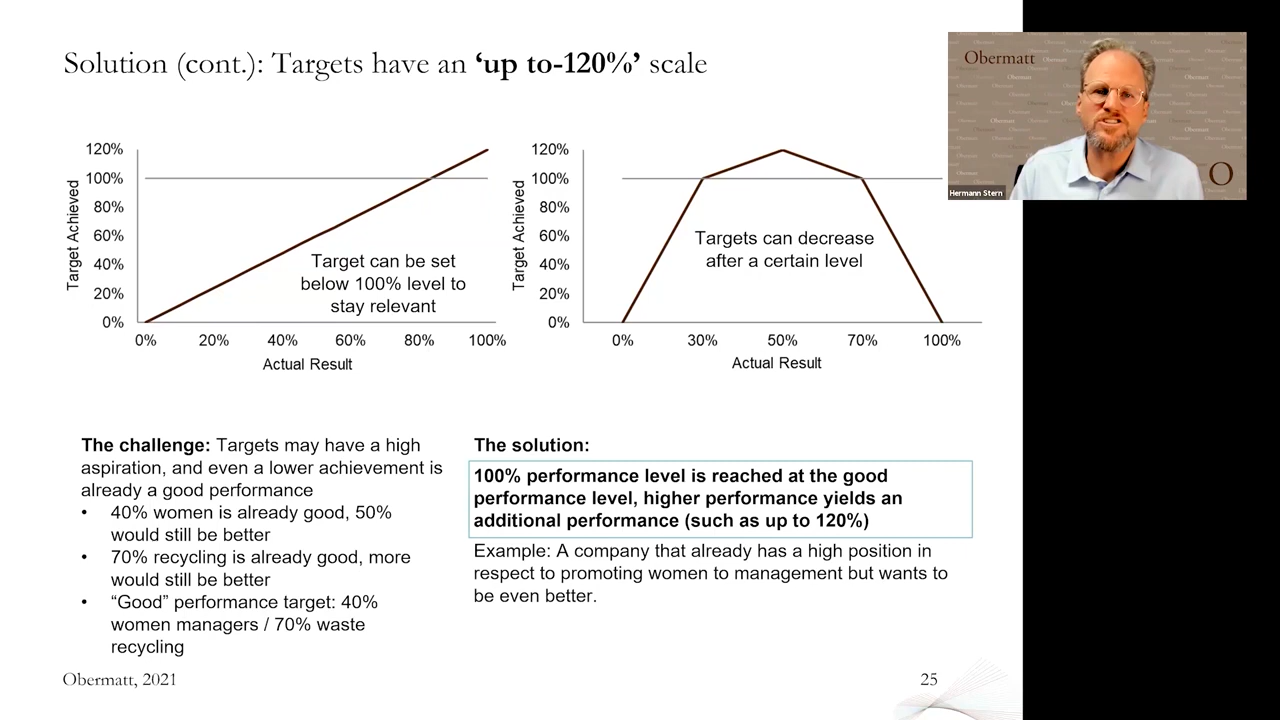 Solution (cont.): Targets have an ‘up to-120%’ scale
Obermatt
O
Hermann Stern
120%
100%
80%
60%
40%
20%
0%
Target Achieved
Target can be set
below 100% level to
stay relevant
0% 20% 40% 60% 80% 100%
Actual Result
120%
100%
80%
60%
40%
20%
0%
Target Achieved
Targets can decrease
after a certain level
0% 30% 50% 70% 100%
Actual Result
The challenge: Targets may have a high
aspiration, and even a lower achievement is
already a good performance
• 40% women is already good, 50%
would still be better
• 70% recycling is already good, more
would still be better
• “Good” performance target: 40%
women managers / 70% waste
recycling
The solution:
100% performance level is reached at the good
performance level, higher performance yields an
additional performance (such as up to 120%)
Example: A company that already has a high position in
respect to promoting women to management but wants to
be even better.
Obermatt, 2021
25